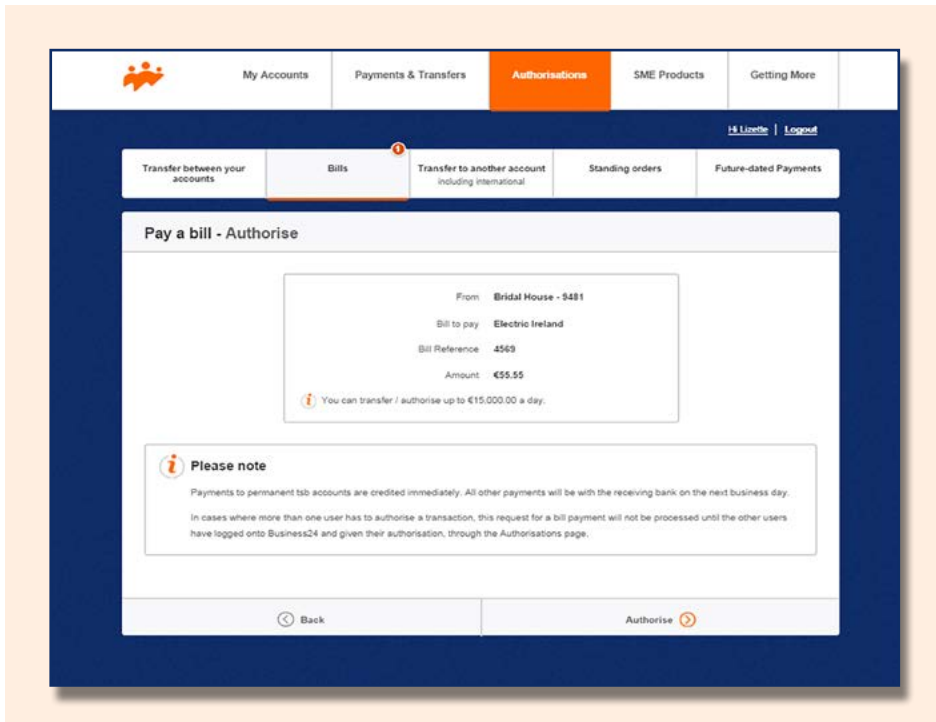 My Accounts
Payments & Transfers
Authorisations
SME Products
Getting More
Hi Lizette | Logout
1
Transfer between your
accounts
Bills
Transfer to another account
including international
Standing orders
Future-dated Payments
Pay a bill - Authorise
From Bridal House - 9481
Bill to pay Electric Ireland
Bill Reference 4569
Amount €55.55
i You can transfer / authorise up to €15,000.00 a day.
i Please note
Payments to permanent tsb accounts are credited immediately. All other payments will be with the receiving bank on the next business day.
In cases where more than one user has to authorise a transaction, this request for a bill payment will not be processed until the other users
have logged onto Business24 and given their authorisation, through the Authorisations page.
Back
Authorise